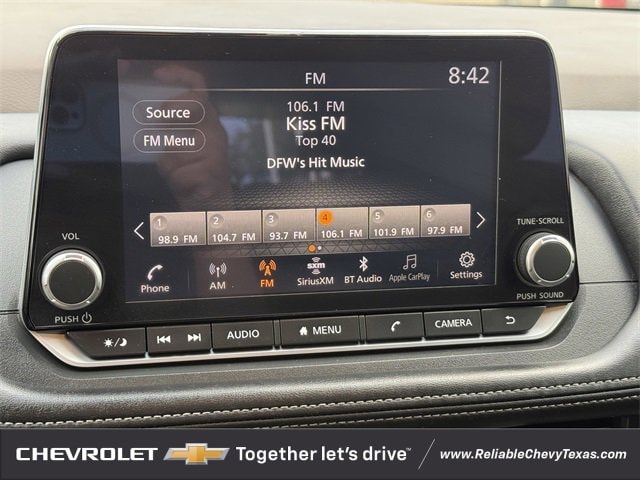 FM
8:42
Source
106.1 FM
Kiss FM
FM Menu
Top 40
DFW's Hit Music
1 2 3 4 5 6
98.9 FM 104.7 FM 93.7 FM 106.1 FM 101.9 FM 97.9 FM
VOL
TUNE-SCROLL
Phone AM FM sxm SiriusXM BT Audio Apple CarPlay Settings
PUSH
PUSH SOUND
AUDIO MENU CAMERA
CHEVROLET Together let's drive™ www.ReliableChevyTexas.com